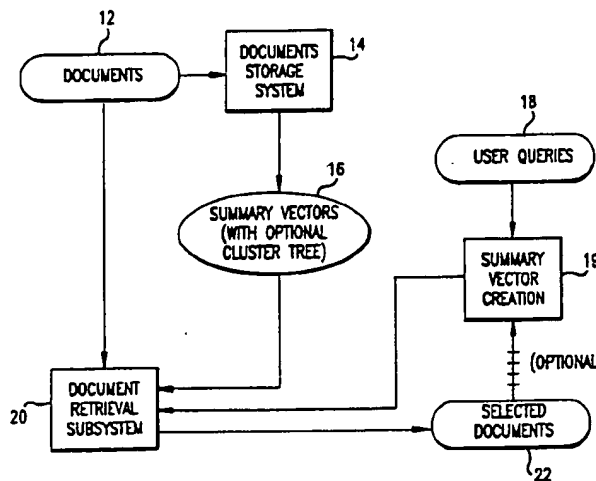 12
DOCUMENTS
DOCUMENTS
STORAGE
SYSTEM
14
18
USER QUERIES
16
SUMMARY VECTORS
(WITH OPTIONAL
CLUSTER TREE)
SUMMARY
VECTOR
CREATION
19
(OPTIONAL
20
DOCUMENT
RETRIEVAL
SUBSYSTEM
SELECTED
DOCUMENTS
22